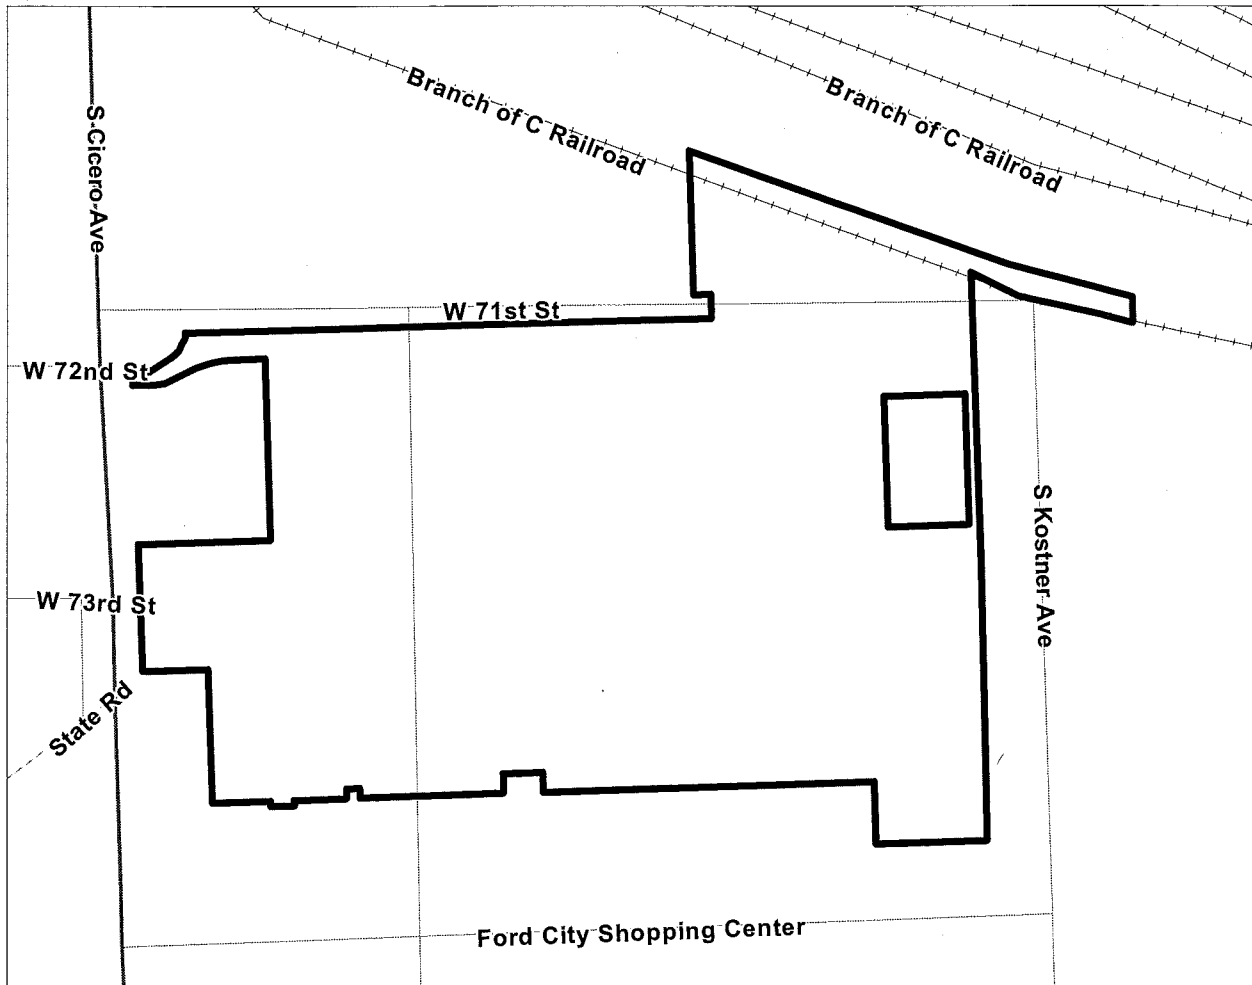 Branch of C Railroad
Branch of C Railroad
S Cicero Ave
W 71st St
W 72nd St
S Kostner Ave
W 73rd St
State Rd
Ford City Shopping Center